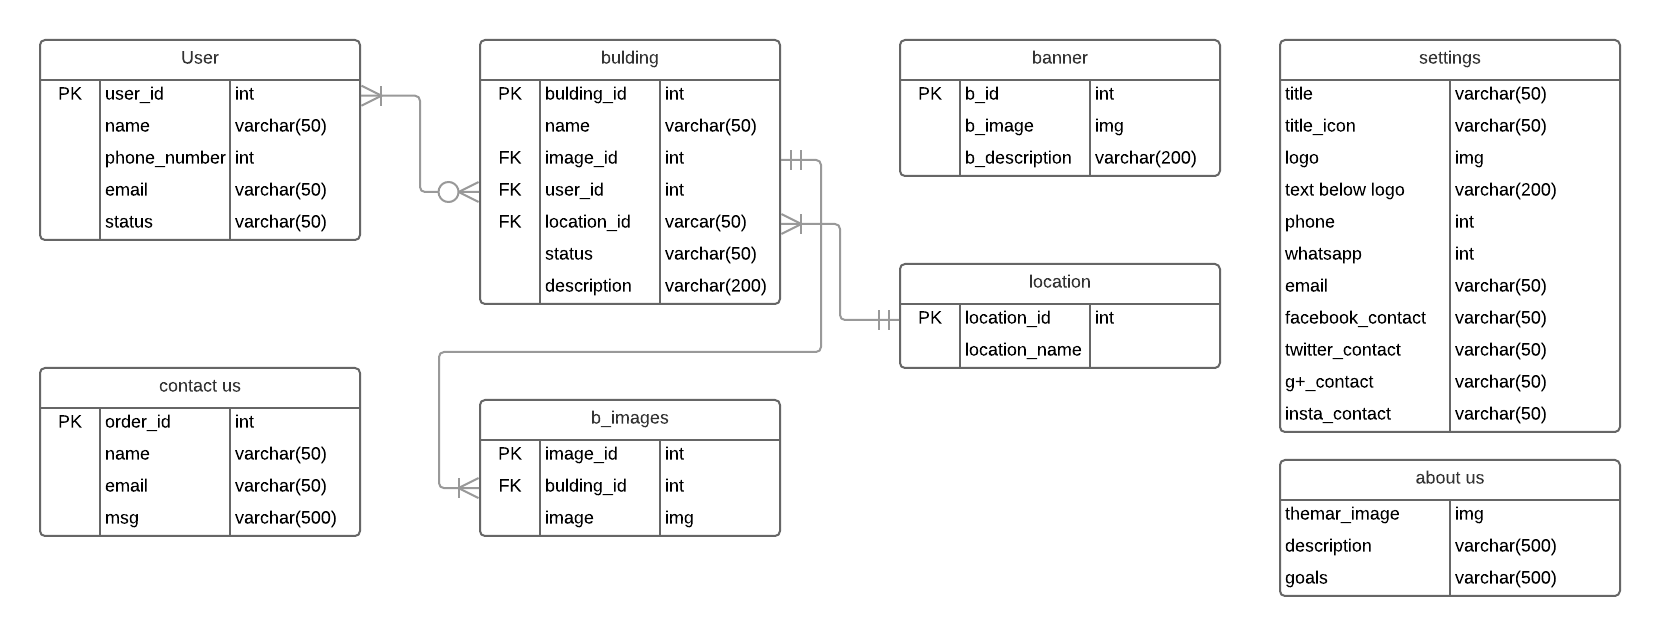 User
PK user_id int
name varchar(50)
phone_number int
email varchar(50)
status varchar(50)
bulding
PK bulding_id int
name varchar(50)
FK image_id int
FK user_id int
FK location_id varcar(50)
status varchar(50)
description varchar(200)
banner
PK b_id int
b_image img
b_description varchar(200)
settings
title varchar(50)
title_icon varchar(50)
logo img
text below logo varchar(200)
phone int
whatsapp int
email varchar(50)
facebook_contact varchar(50)
twitter_contact varchar(50)
g+_contact varchar(50)
insta_contact varchar(50)
location
PK location_id int
location_name
contact us
PK order_id int
name varchar(50)
email varchar(50)
msg varchar(500)
b_images
PK image_id int
FK bulding_id int
image img
about us
themar_image img
description varchar(500)
goals varchar(500)